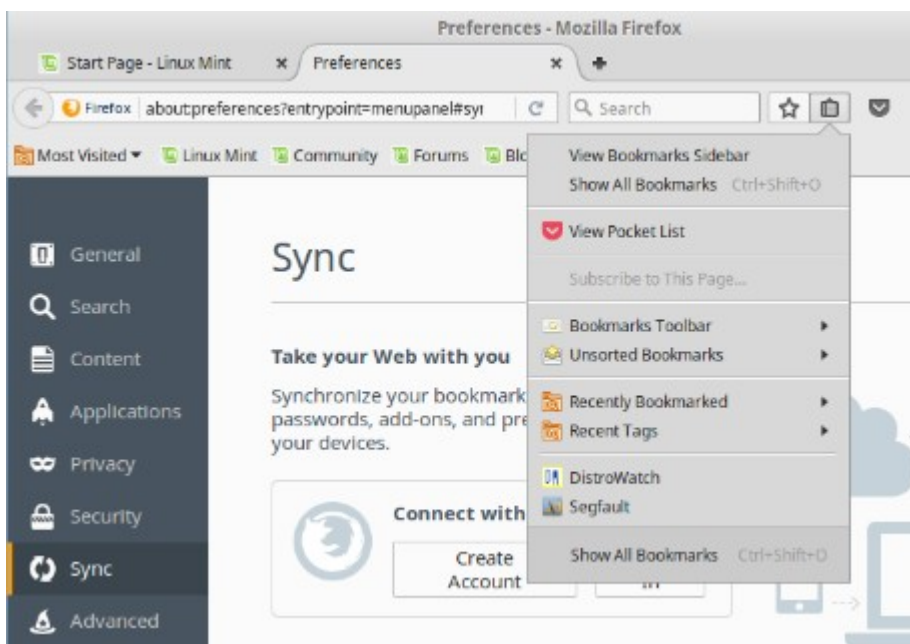 Preferences - Mozilla Firefox
Start Page - Linux Mint
Preferences
Firefox about:preferences?entrypoint=menupanel#syn
Search
Most Visited
Linux Mint
Community
Forums
Blo
View Bookmarks Sidebar
Show All Bookmarks Ctrl+Shift+O
View Pocket List
Subscribe to This Page...
Bookmarks Toolbar
Unsorted Bookmarks
Recently Bookmarked
Recent Tags
DistroWatch
Segfault
Show All Bookmarks Ctrl+Shift+O
General
Search
Content
Applications
Privacy
Security
Sync
Advanced
Sync
Take your Web with you
Synchronize your bookmark
passwords, add-ons, and pre
your devices.
Connect with
Create
Account